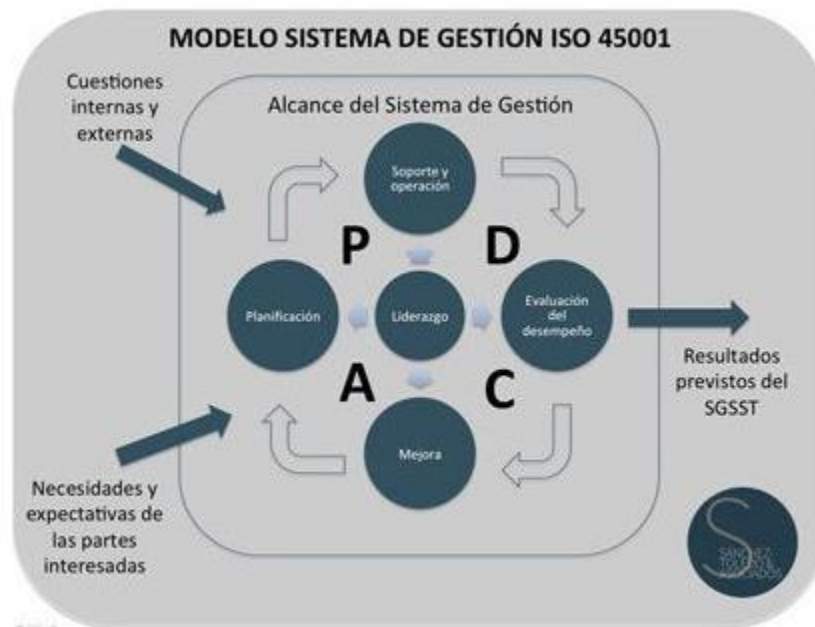 MODELO SISTEMA DE GESTIÓN ISO 45001
Cuestiones
internas y
externas
Alcance del Sistema de Gestión
Soporte y
operación
P
D
Planificación
Liderazgo
Evaluación
del
desempeño
A
C
Resultados
previstos del
SGSST
Mejora
Necesidades y
expectativas de
las partes
interesadas
S
SÁNCHEZ